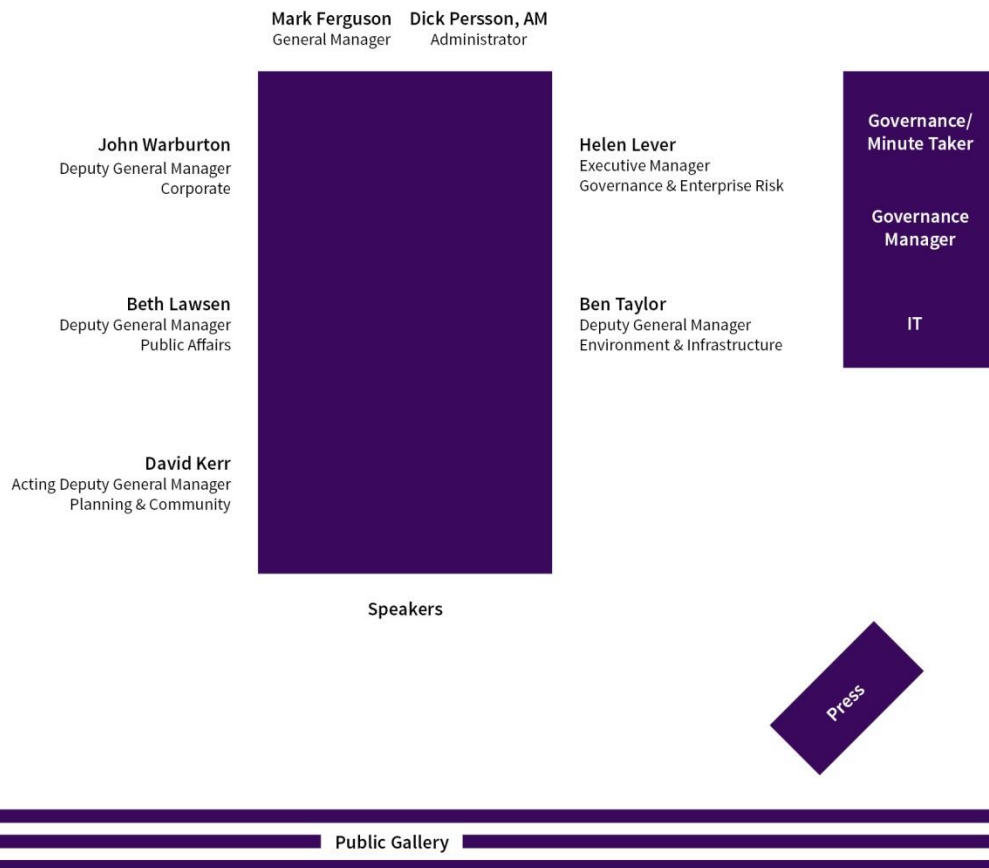 Mark Ferguson
General Manager
Dick Persson, AM
Administrator
John Warburton
Deputy General Manager
Corporate
Helen Lever
Executive Manager
Governance & Enterprise Risk
Governance/
Minute Taker
Governance
Manager
Beth Lawsen
Deputy General Manager
Public Affairs
Ben Taylor
Deputy General Manager
Environment & Infrastructure
IT
David Kerr
Acting Deputy General Manager
Planning & Community
Speakers
Press
Public Gallery